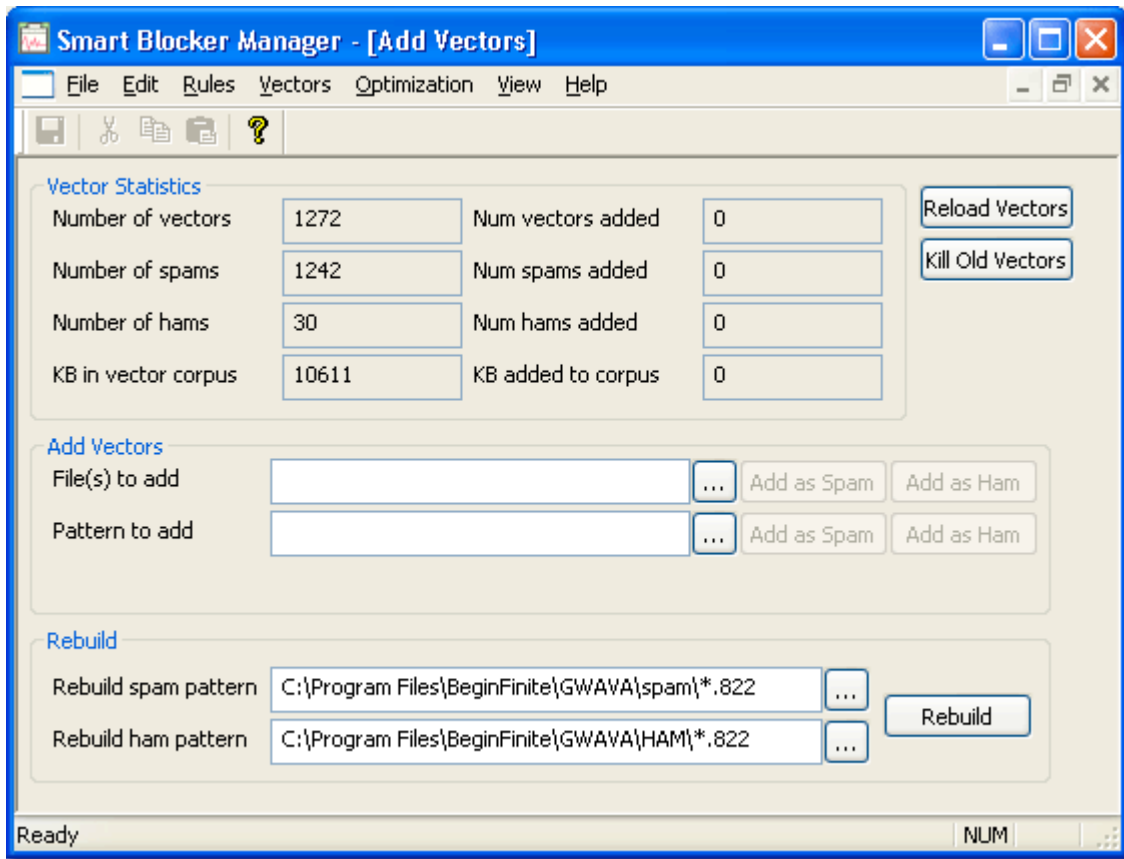 Smart Blocker Manager - [Add Vectors]
File Edit Rules Vectors Optimization View Help
Vector Statistics
Number of vectors 1272 Num vectors added 0
Reload Vectors
Number of spams 1242 Num spams added 0
Kill Old Vectors
Number of hams 30 Num hams added 0
KB in vector corpus 10611 KB added to corpus 0
Add Vectors
File(s) to add ... Add as Spam Add as Ham
Pattern to add ... Add as Spam Add as Ham
Rebuild
Rebuild spam pattern C:\Program Files\BeginFinite\GWAVA\spam\*.822 ...
Rebuild
Rebuild ham pattern C:\Program Files\BeginFinite\GWAVA\HAM\*.822 ...
Ready NUM